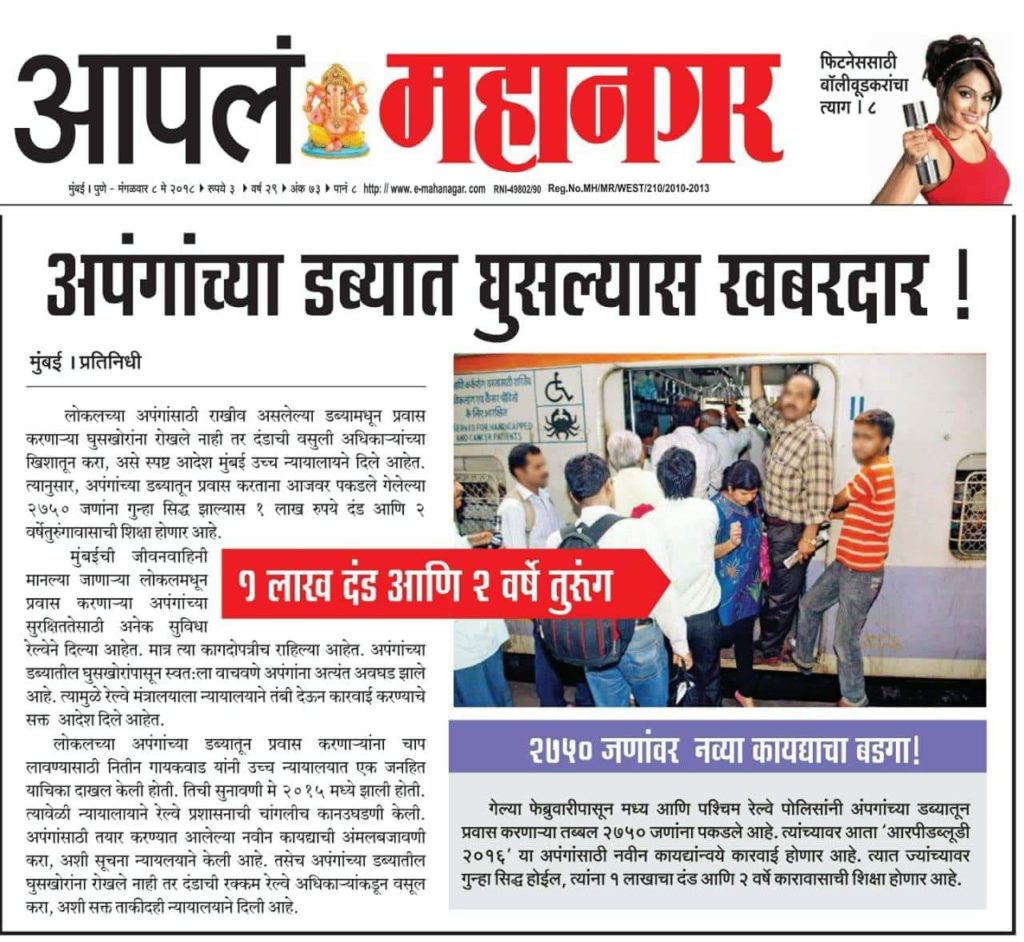 आपलं महानगर
फिटनेससाठी
बॉलीवूडकरांचा
त्याग । ८
मुंबई । पुणे - मंगळवार ८ मे २०१८ रुपये ३ वर्ष २९ अंक ७३ पानं ८ http: // www. e-mahanagar. com RNI-49802/90 Reg.No.MH/MR/WEST/210/2010-2013
अपंगांच्या डब्यात घुसल्यास खबरदार !
मुंबई । प्रतिनिधी
लोकलच्या अपंगांसाठी राखीव असलेल्या डब्यामधून प्रवास
करणाऱ्या घुसखोरांना रोखले नाही तर दंडाची वसुली अधिकाऱ्यांच्या
खिशातून करा, असे स्पष्ट आदेश मुंबई उच्च न्यायालायने दिले आहेत.
त्यानुसार, अपंगांच्या डब्यातून प्रवास करताना आजवर पकडले गेलेल्या
२७५० जणांना गुन्हा सिद्ध झाल्यास १ लाख रुपये दंड आणि २
वर्षेतुरुंगावासाची शिक्षा होणार आहे.
मुंबईची जीवनवाहिनी
मानल्या जाणाऱ्या लोकलमधून
प्रवास करणाऱ्या अपंगांच्या
सुरक्षिततेसाठी अनेक सुविधा
रेल्वेने दिल्या आहेत. मात्र त्या कागदोपत्रीच राहिल्या आहेत. अपंगांच्या
डब्यातील घुसखोरांपासून स्वत:ला वाचवणे अपंगांना अत्यंत अवघड झाले
आहे. त्यामुळे रेल्वे मंत्रालयाला न्यायालयाने तंबी देऊन कारवाई करण्याचे
सक्त आदेश दिले आहेत.
लोकलच्या अपंगांच्या डब्यातून प्रवास करणाऱ्यांना चाप
लावण्यासाठी नितीन गायकवाड यांनी उच्च न्यायालयात एक जनहित
याचिका दाखल केली होती. तिची सुनावणी मे २०१५ मध्ये झाली होती.
त्यावेळी न्यायालायाने रेल्वे प्रशासनाची चांगलीच कानउघडणी केली.
अपंगांसाठी तयार करण्यात आलेल्या नवीन कायद्याची अंमलबजावणी
करा, अशी सूचना न्यायलयाने केली आहे. तसेच अपंगांच्या डब्यातील
घुसखोरांना रोखले नाही तर दंडाची रक्कम रेल्वे अधिकाऱ्यांकडून वसूल
करा, अशी सक्त ताकीदही न्यायालयाने दिली आहे.
१ लाख दंड आणि २ वर्षे तुरुंग
के लिए आरक्षित
FOR HANDICAPPED
AND CANCER PATIENTS
२७५० जणांवर नव्या कायद्याचा बडगा!
गेल्या फेब्रुवारीपासून मध्य आणि पश्चिम रेल्वे पोलिसांनी अंपगांच्या डब्यातून
प्रवास करणाऱ्या तब्बल २७५० जणांना पकडले आहे. त्यांच्यावर आता 'आरपीडब्लूडी
२०१६' या अपंगांसाठी नवीन कायद्यांन्वये कारवाई होणार आहे. त्यात ज्यांच्यावर
गुन्हा सिद्ध होईल, त्यांना १ लाखाचा दंड आणि २ वर्षे कारावासाची शिक्षा होणार आहे.